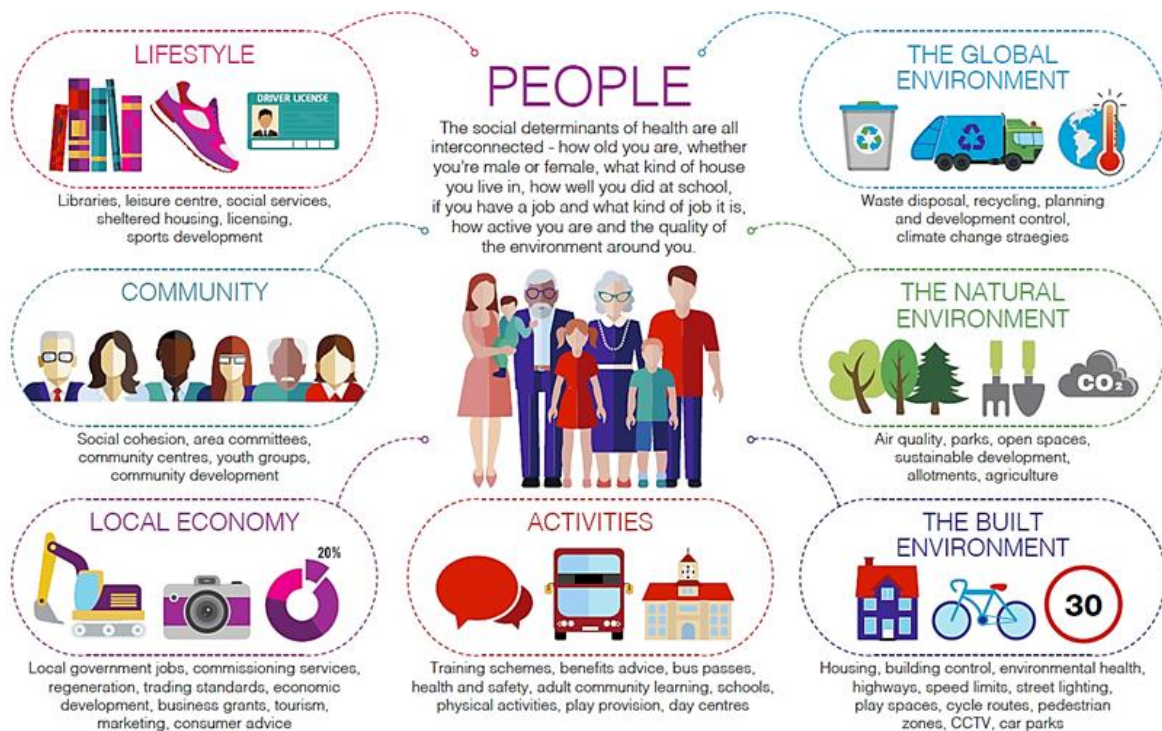 LIFESTYLE
DRIVER LICENSE
Libraries, leisure centre, social services,
sheltered housing, licensing,
sports development
PEOPLE
The social determinants of health are all
interconnected - how old you are, whether
you're male or female, what kind of house
you live in, how well you did at school,
if you have a job and what kind of job it is,
how active you are and the quality of
the environment around you.
THE GLOBAL
ENVIRONMENT
Waste disposal, recycling, planning
and development control,
climate change straegies
COMMUNITY
Social cohesion, area committees,
community centres, youth groups,
community development
THE NATURAL
ENVIRONMENT
CO₂
Air quality, parks, open spaces,
sustainable development,
allotments, agriculture
LOCAL ECONOMY
20%
Local government jobs, commissioning services,
regeneration, trading standards, economic
development, business grants, tourism,
marketing, consumer advice
ACTIVITIES
Training schemes, benefits advice, bus passes,
health and safety, adult community learning, schools,
physical activities, play provision, day centres
THE BUILT
ENVIRONMENT
30
Housing, building control, environmental health,
highways, speed limits, street lighting,
play spaces, cycle routes, pedestrian
zones, CCTV, car parks